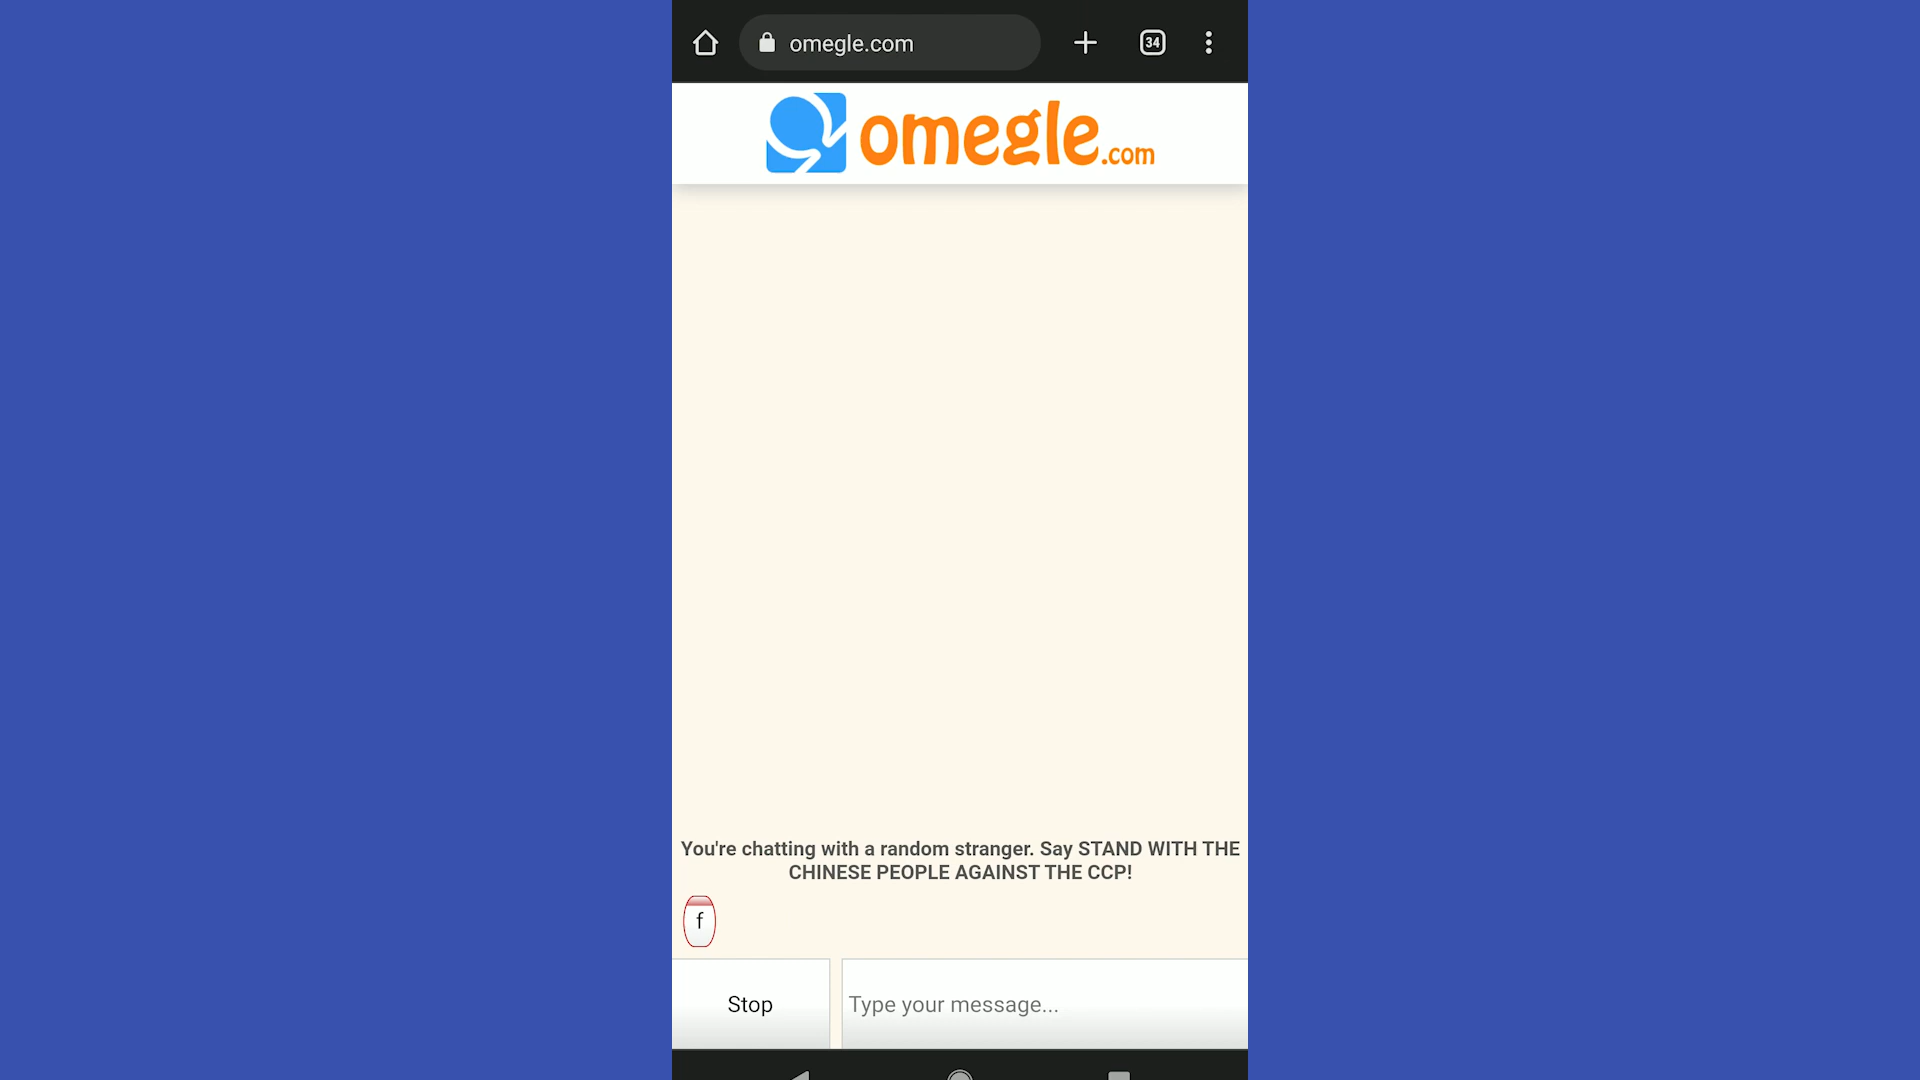 omegle.com
34
omegle.com
You're chatting with a random stranger. Say STAND WITH THE
CHINESE PEOPLE AGAINST THE CCP!
f
Stop
Type your message...